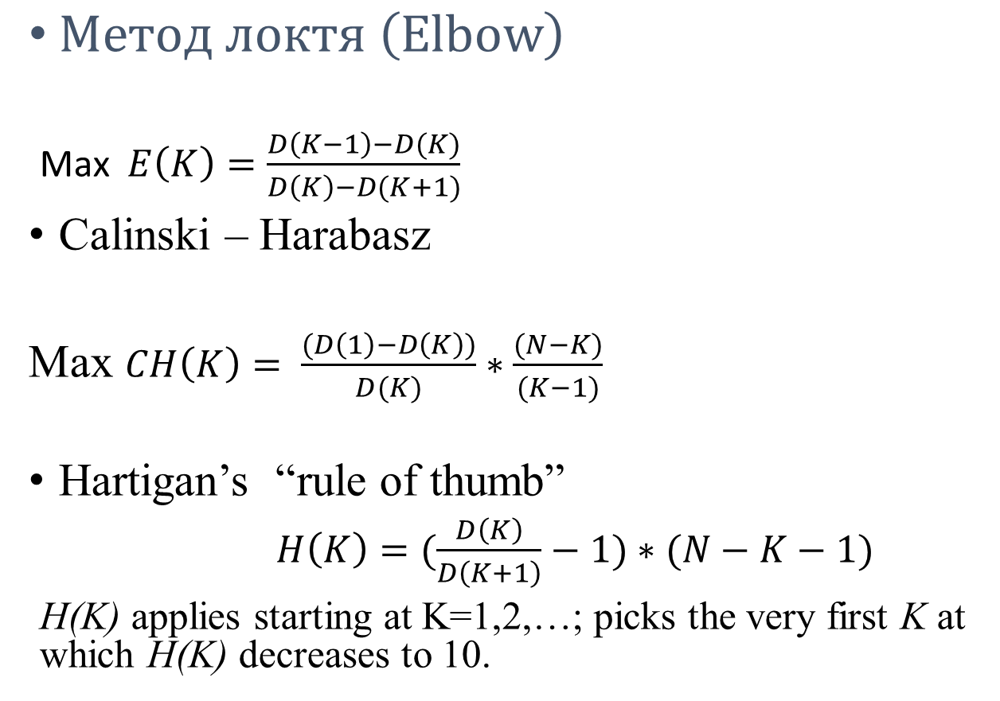 • Метод локтя (Elbow)
Max E(K) = \frac{D(K−1)−D(K)}{D(K)−D(K+1)}
• Calinski – Harabasz
Max CH(K) = \frac{(D(1)−D(K))}{D(K)} * \frac{(N−K)}{(K−1)}
• Hartigan’s “rule of thumb”
H(K) = (\frac{D(K)}{D(K+1)} − 1) * (N − K − 1)
H(K) applies starting at K=1,2,…; picks the very first K at
which H(K) decreases to 10.